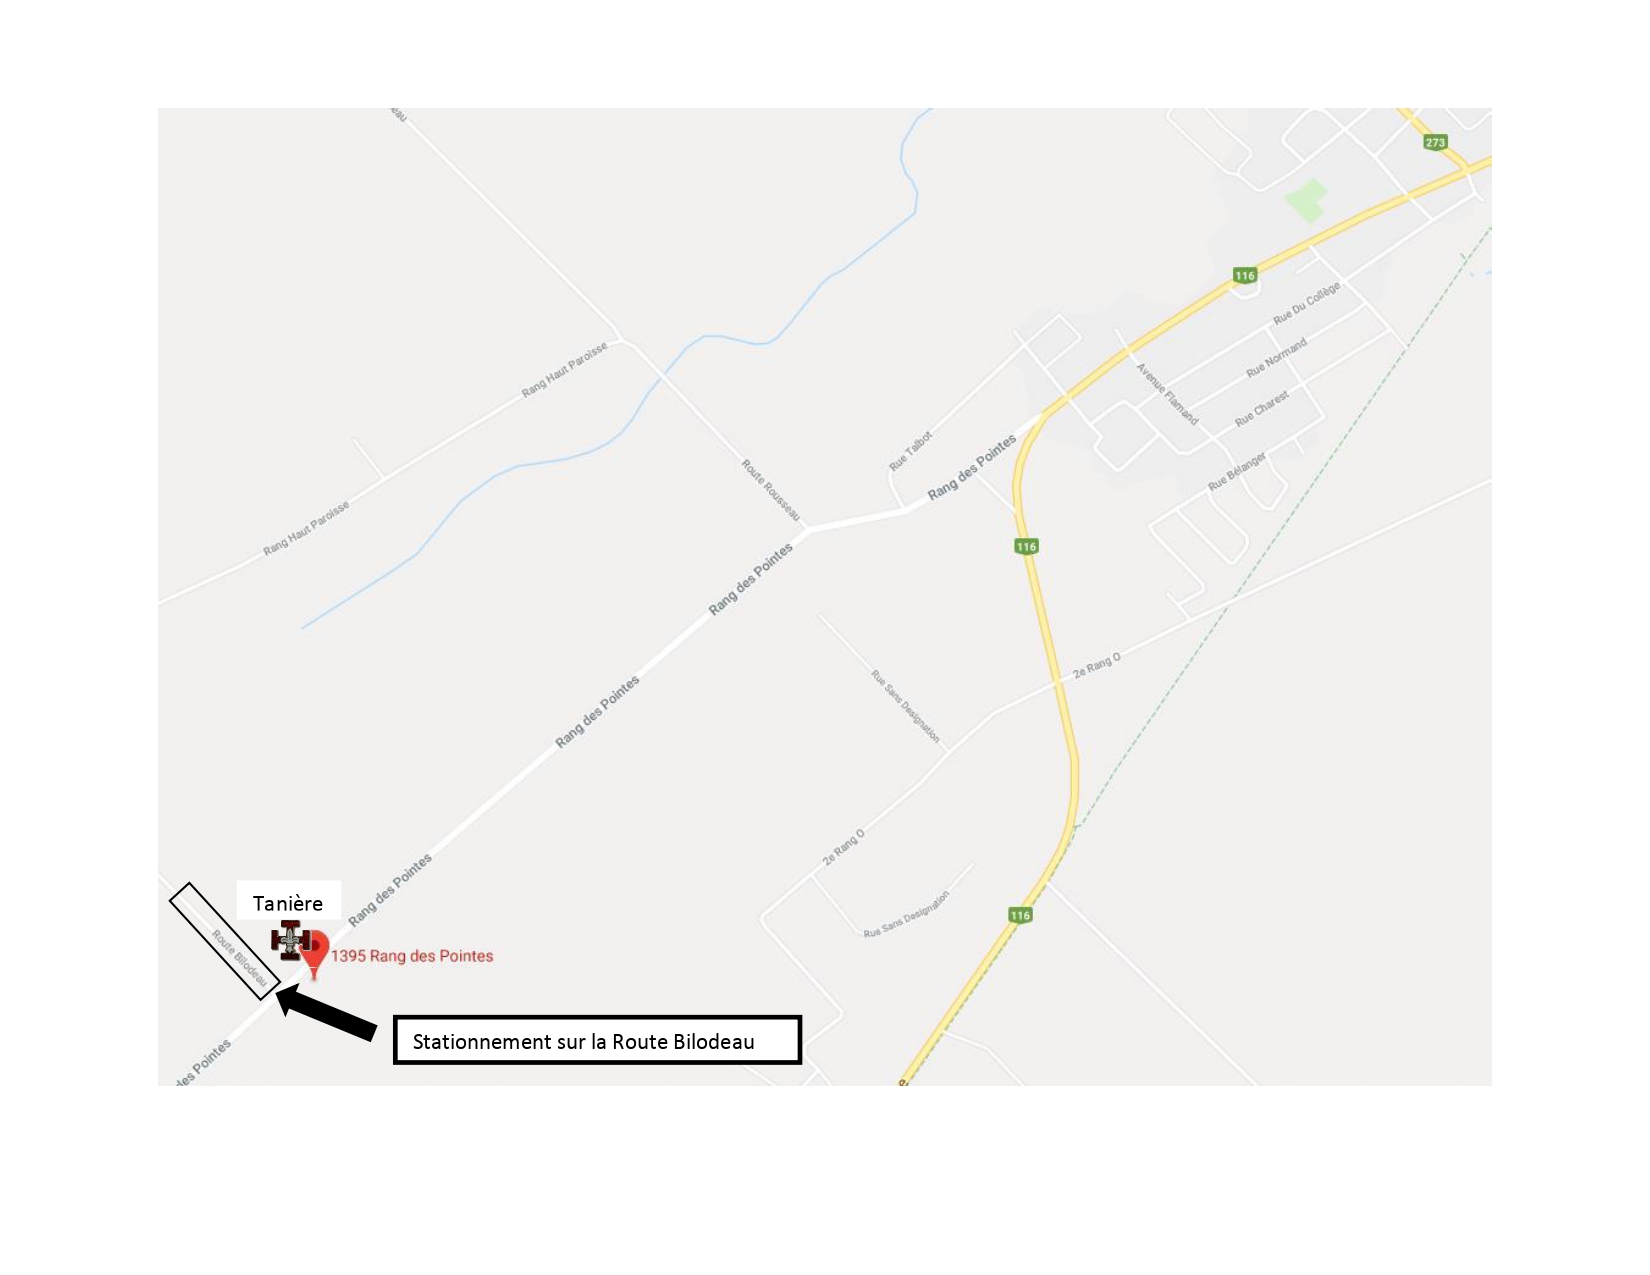 eau
273
116
Rue Du Collège
Rang Haut Paroisse
Rue Normand
Avenue Flamand
Rue Charest
Rue Talbot
Rang des Pointes
Rue Bélanger
Route Rousseau
Rang Haut Paroisse
116
Rang des Pointes
2e Rang O
Rue Sans Designation
Rang des Pointes
2e Rang O
Rang des Pointes
Tanière
Rue Sans Designation
116
Route Bilodeau
1395 Rang des Pointes
Stationnement sur la Route Bilodeau
des Pointes
e